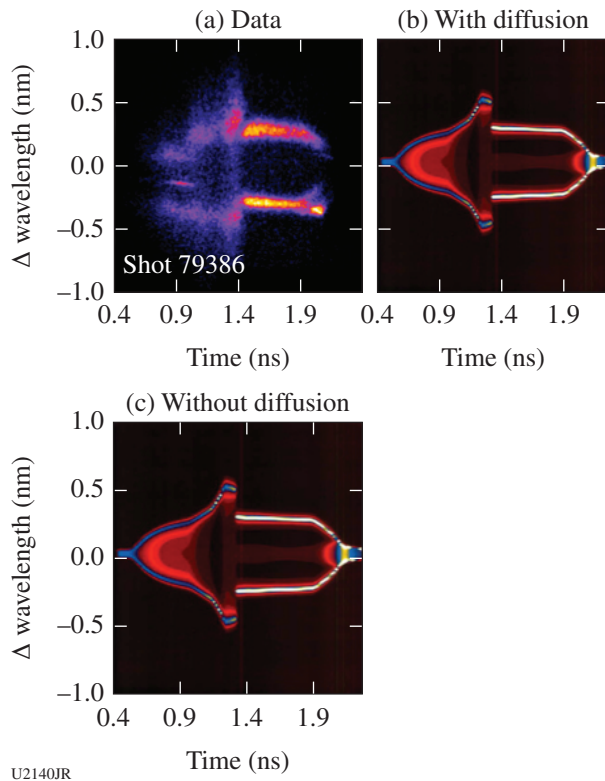 (a) Data
(b) With diffusion
1.0
0.5
0.0
–0.5
–1.0
Δ wavelength (nm)
Shot 79386
0.4 0.9 1.4 1.9
0.4 0.9 1.4 1.9
Time (ns)
Time (ns)
(c) Without diffusion
1.0
0.5
0.0
–0.5
–1.0
Δ wavelength (nm)
0.4 0.9 1.4 1.9
Time (ns)
U2140JR